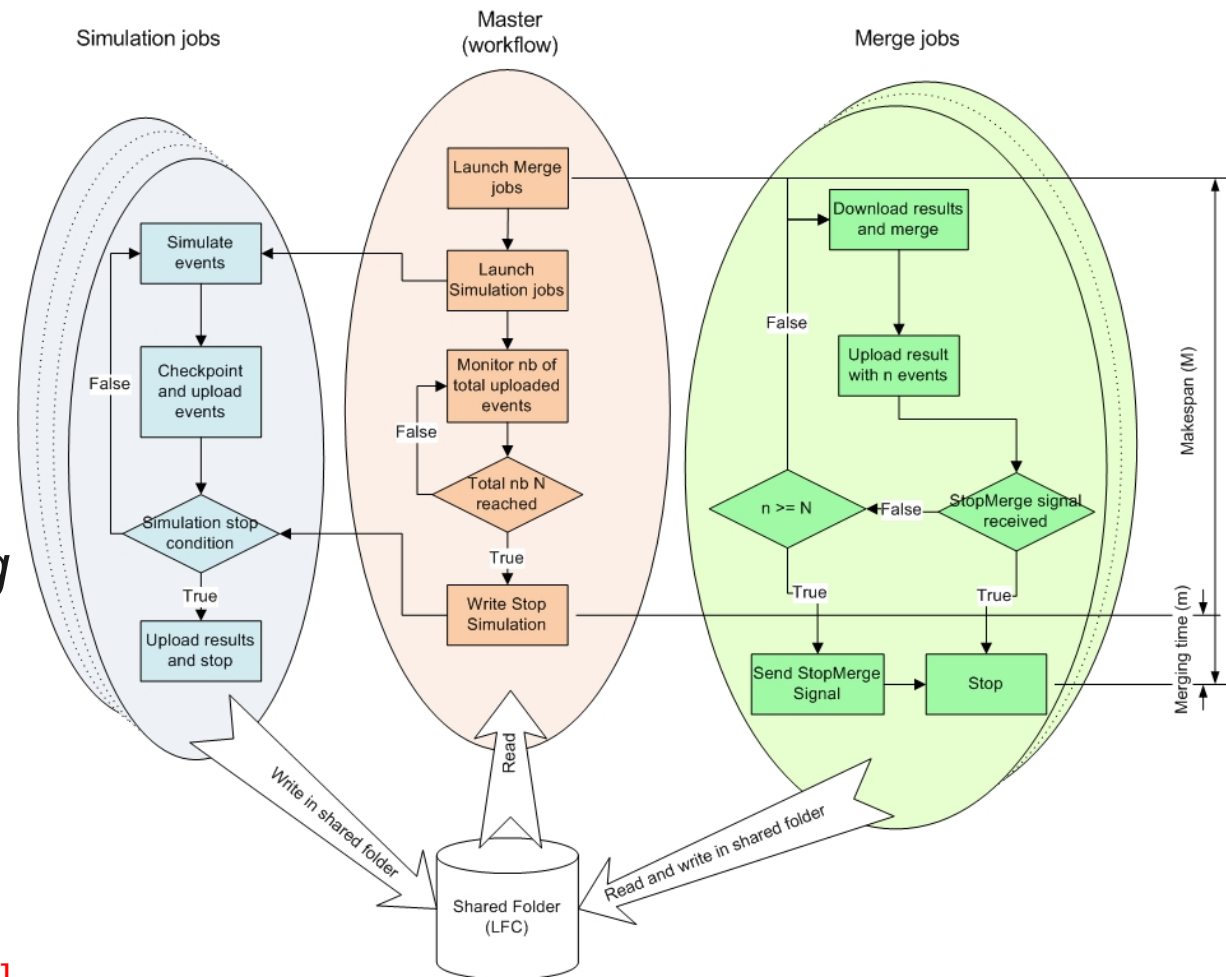 Simulation jobs
Master
(workflow)
Merge jobs
Simulate
events
Checkpoint
and upload
events
False
Simulation stop
condition
True
Upload results
and stop
Launch Merge
jobs
Launch
Simulation jobs
Monitor nb of
total uploaded
events
False
Total nb N
reached
True
Write Stop
Simulation
Download results
and merge
False
Upload result
with n events
StopMerge signal
received
False
n >= N
True
True
Send StopMerge
Signal
Stop
Makespan (M)
Merging time (m)
g
Write in shared folder
Read
Read and write in shared folder
Shared Folder
(LFC)
]